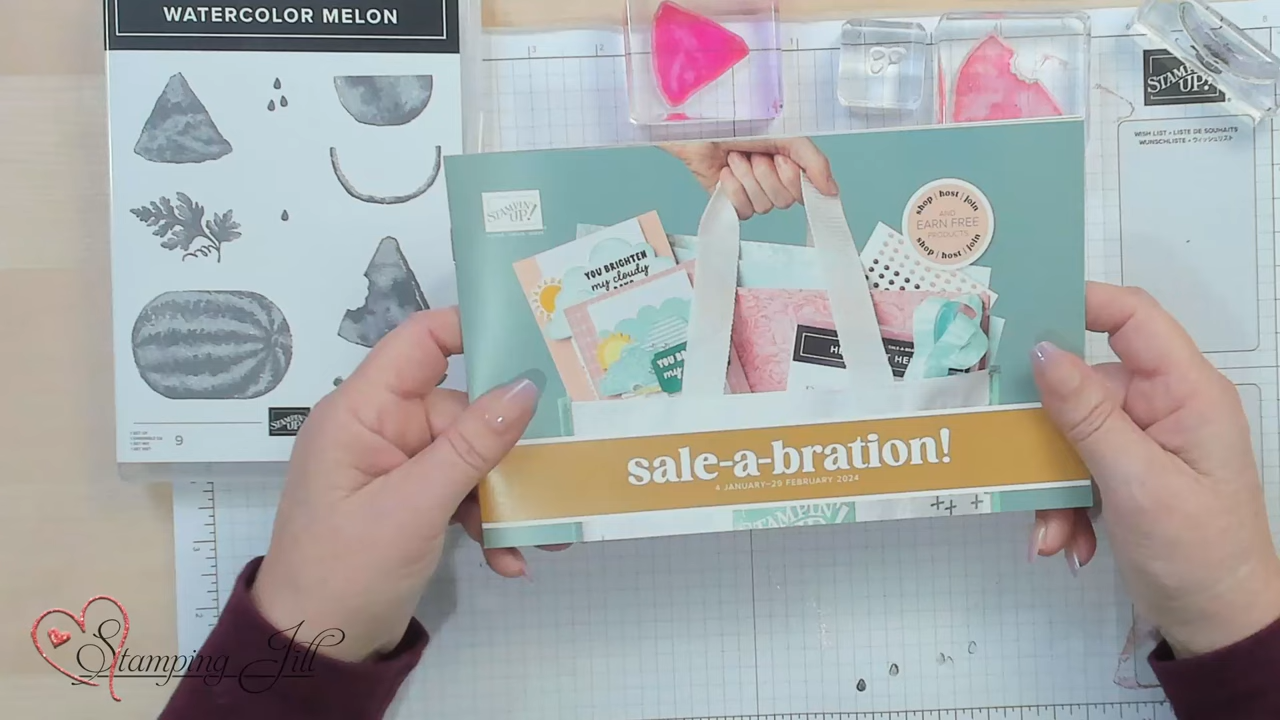 WATERCOLOR MELON
9
STAMPIN' UP!
WISH LIST • LISTE DE SOUHAITS
WUNSCHLISTE • ウィッシュリスト
STAMPIN' UP!
shop | host | join
AND
EARN FREE
PRODUCTS
shop | host | join
YOU BRIGHTEN
my cloudy
YOU
my
sale-a-bration!
4 JANUARY–29 FEBRUARY 2024
STAMPIN' UP!
Stamping Jill